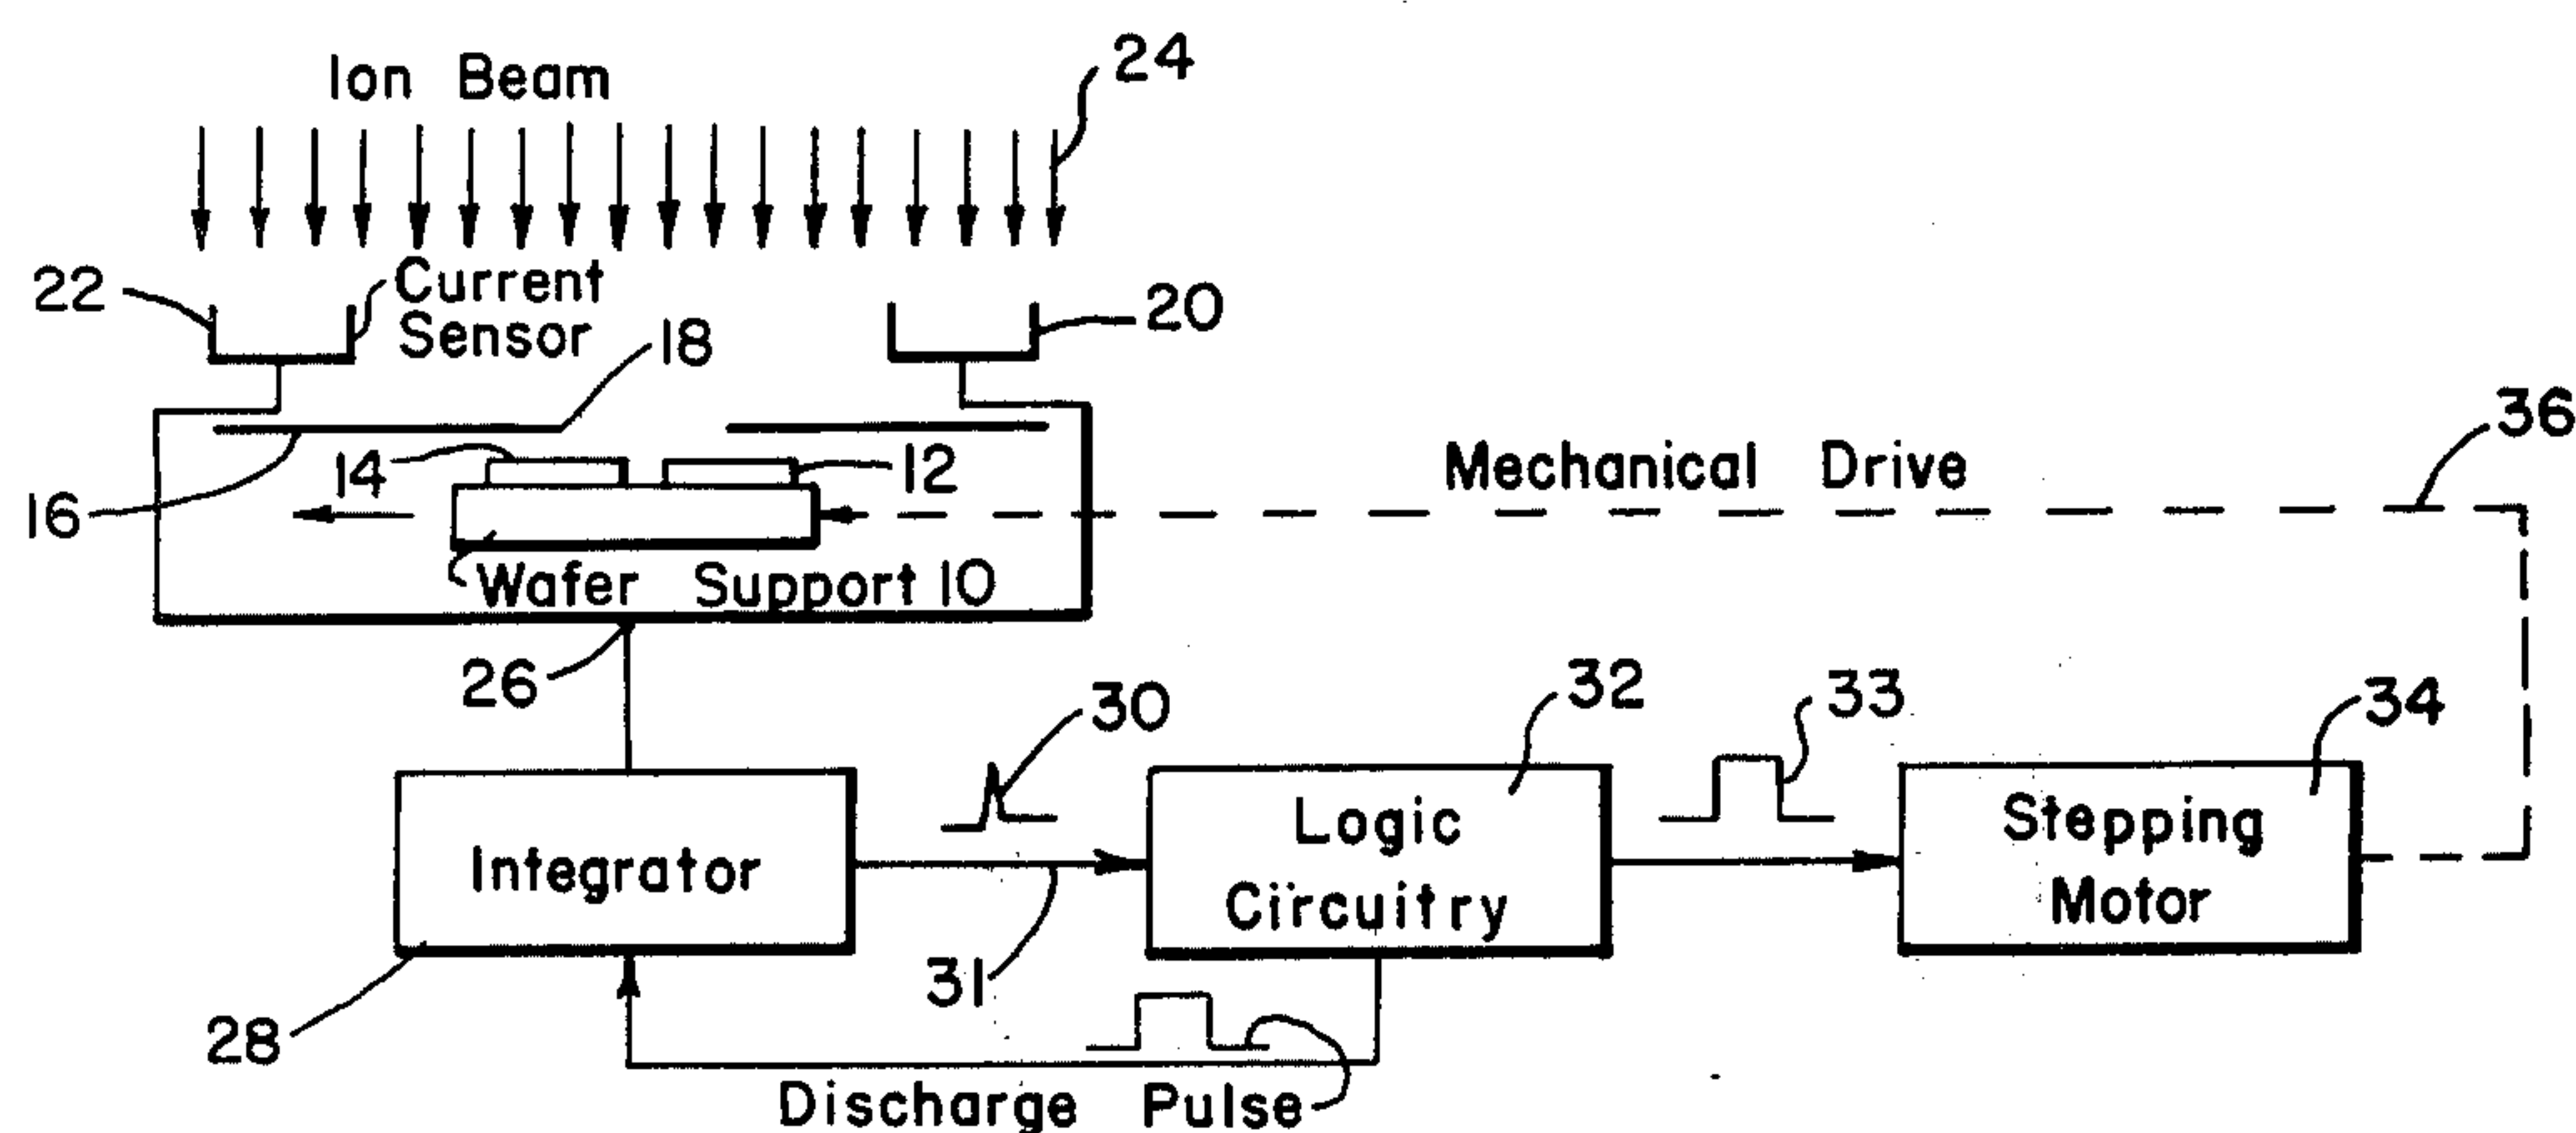 Ion Beam
24
22
Current
Sensor
20
18
36
14
12
Mechanical Drive
16
Wafer Support 10
26
30
32
33
34
Integrator
Logic
Circuitry
Stepping
Motor
31
28
Discharge Pulse